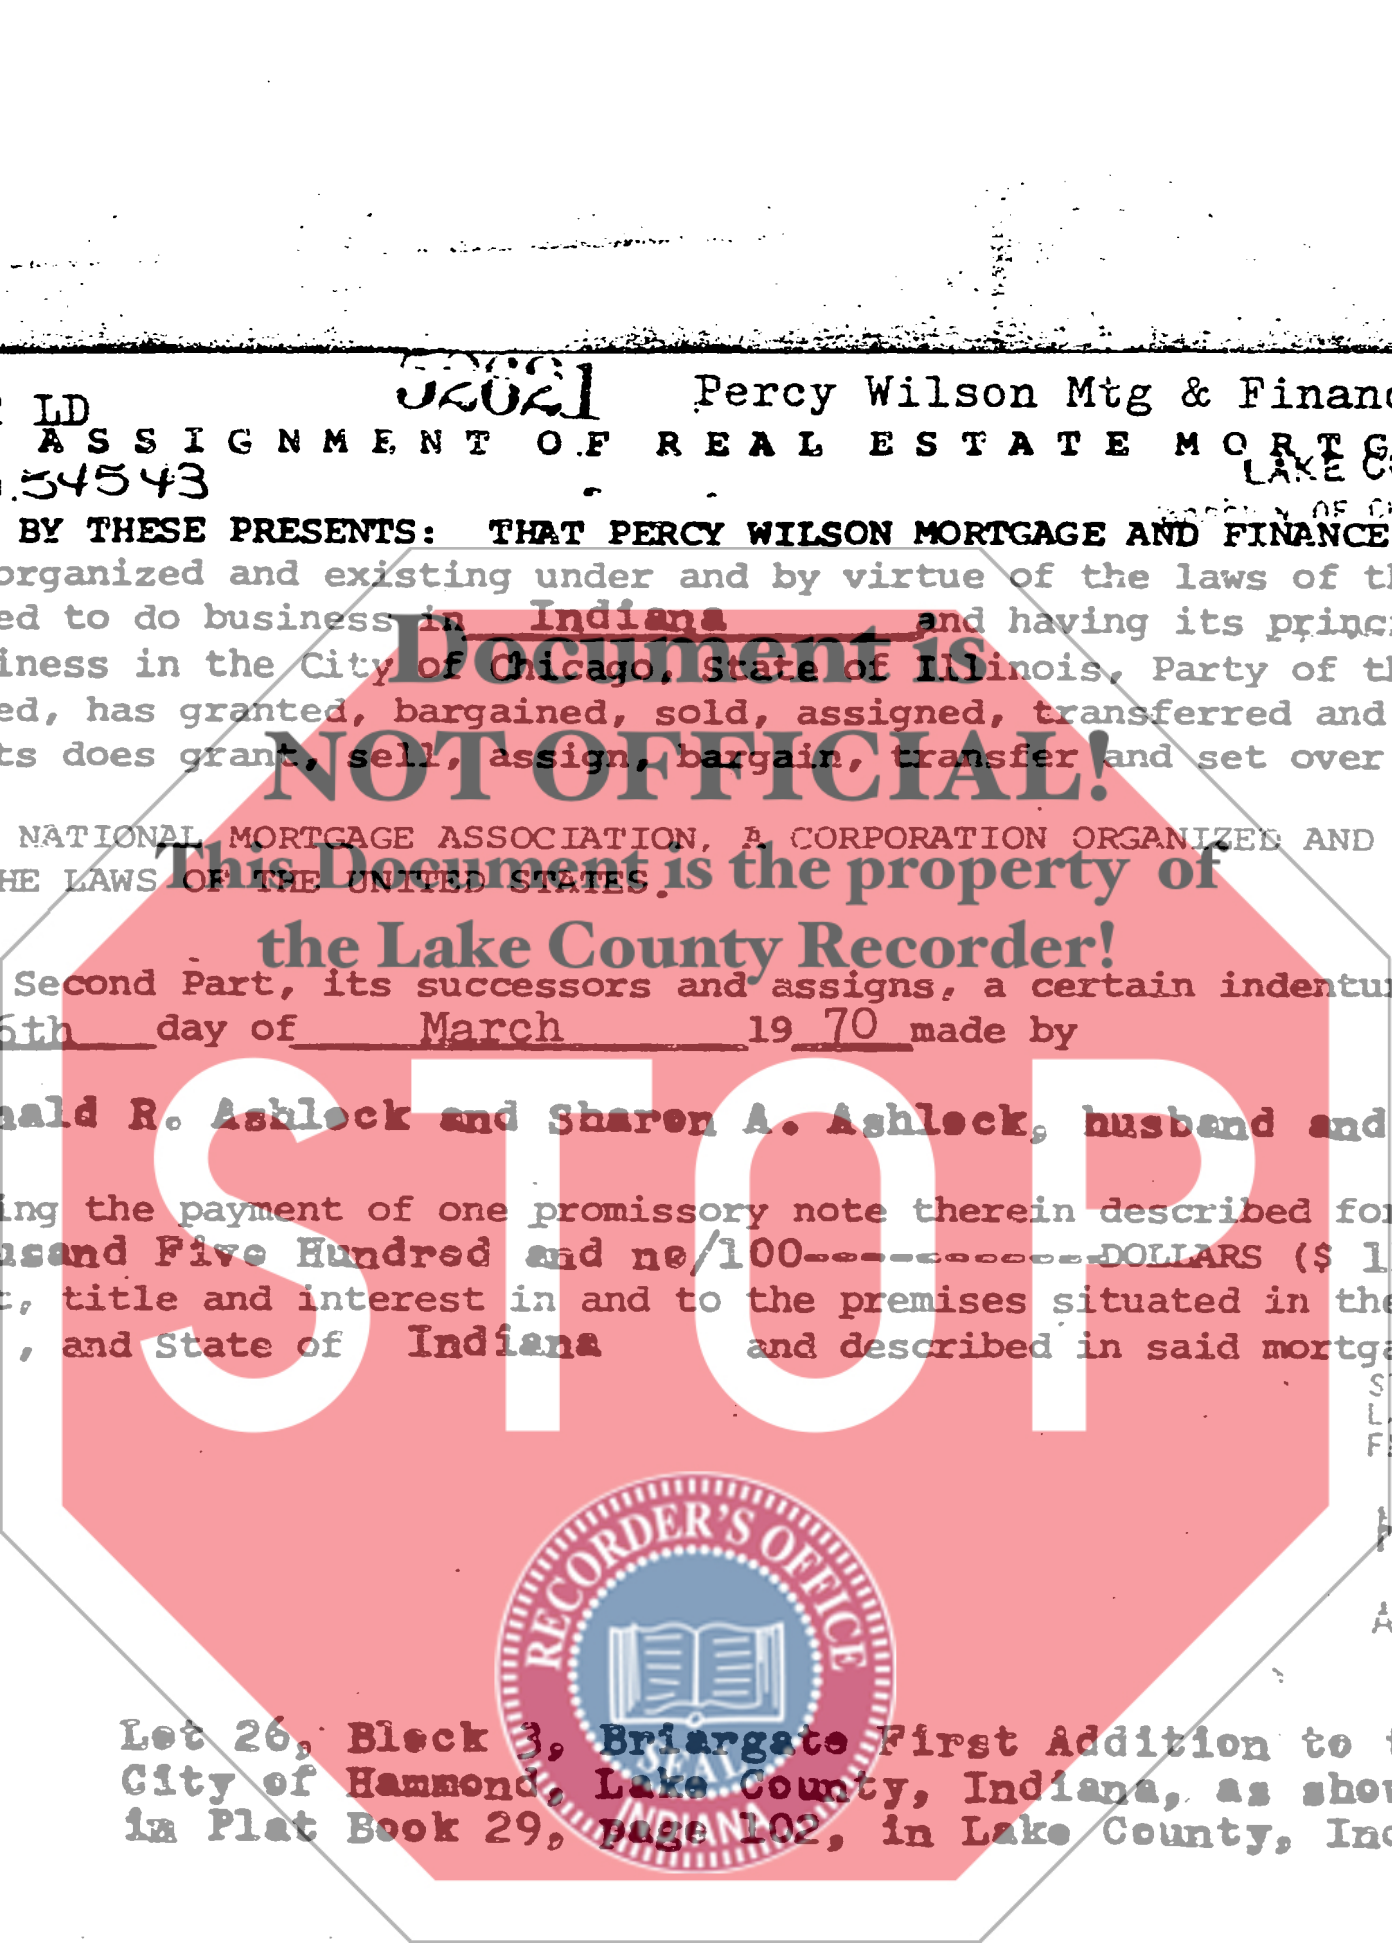 LD 52621 Percy Wilson Mtg & Financ
ASSIGNMENT OF REAL ESTATE MORTG
54543 LAKE C
BY THESE PRESENTS: THAT PERCY WILSON MORTGAGE AND FINANCE
OF
organized and existing under and by virtue of the laws of th
ed to do business in Indiana and having its princ
iness in the City of Chicago, State of Illinois, Party of th
ed, has granted, bargained, sold, assigned, transferred and
ts does grant, sell, assign, bargain, transfer and set over
Document is
NOT OFFICIAL!
NATIONAL MORTGAGE ASSOCIATION, A CORPORATION ORGANIZED AND
HE LAWS OF THE UNITED STATES.
This Document is the property of
the Lake County Recorder!
Second Part, its successors and assigns, a certain indentu
6th day of March 19 70 made by
STOP
nald R. Ashlock and Sharon A. Ashlock, husband and
ing the payment of one promissory note therein described for
usand Five Hundred and no/100------------DOLLARS ($ 1
t, title and interest in and to the premises situated in the
, and State of Indiana and described in said mortga
RECORDER'S OFFICE
SEAL
INDIANA
Lot 26, Block 3, Briargate First Addition to t
City of Hammond, Lake County, Indiana, as show
in Plat Book 29, page 102, in Lake County, Ind